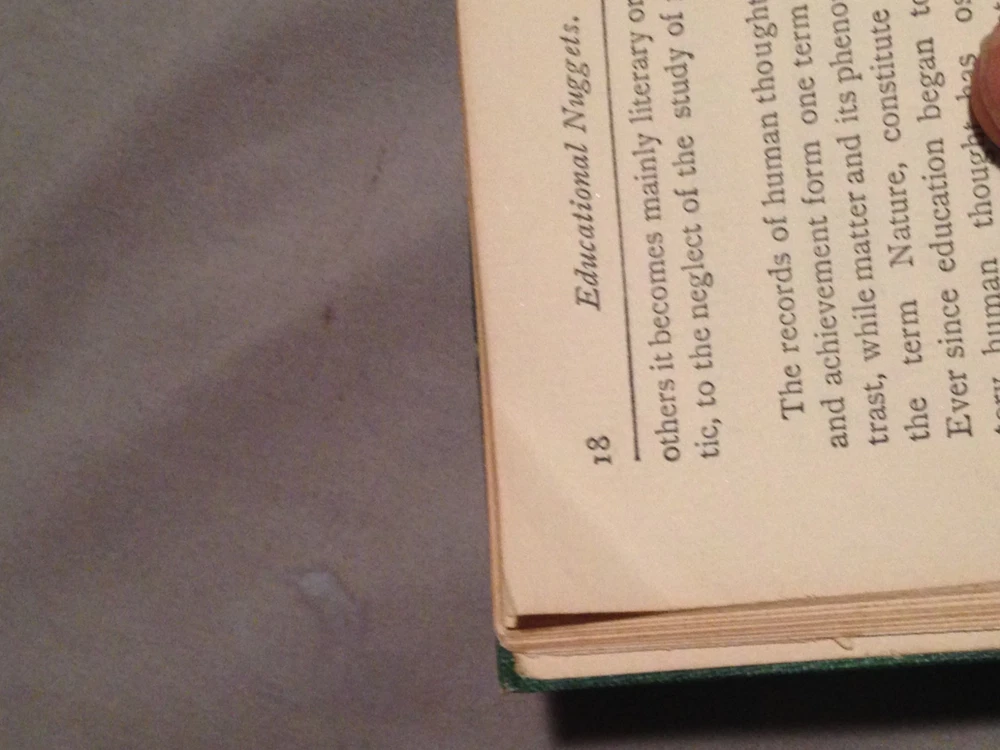 18 Educational Nuggets.
others it becomes mainly literary or
tic, to the neglect of the study of
The records of human thought
and achievement form one term
trast, while matter and its pheno
the term Nature, constitute
Ever since education began to
human thought has os